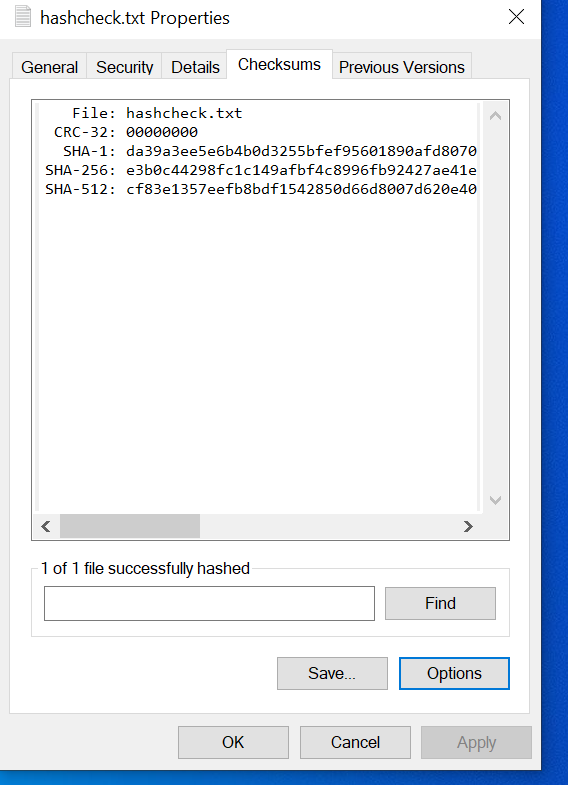 hashcheck.txt Properties
General Security Details Checksums Previous Versions
File: hashcheck.txt
CRC-32: 00000000
SHA-1: da39a3ee5e6b4b0d3255bfef95601890afd8070
SHA-256: e3b0c44298fc1c149afbf4c8996fb92427ae41e
SHA-512: cf83e1357eefb8bdf1542850d66d8007d620e40
1 of 1 file successfully hashed
Find
Save... Options
OK Cancel Apply